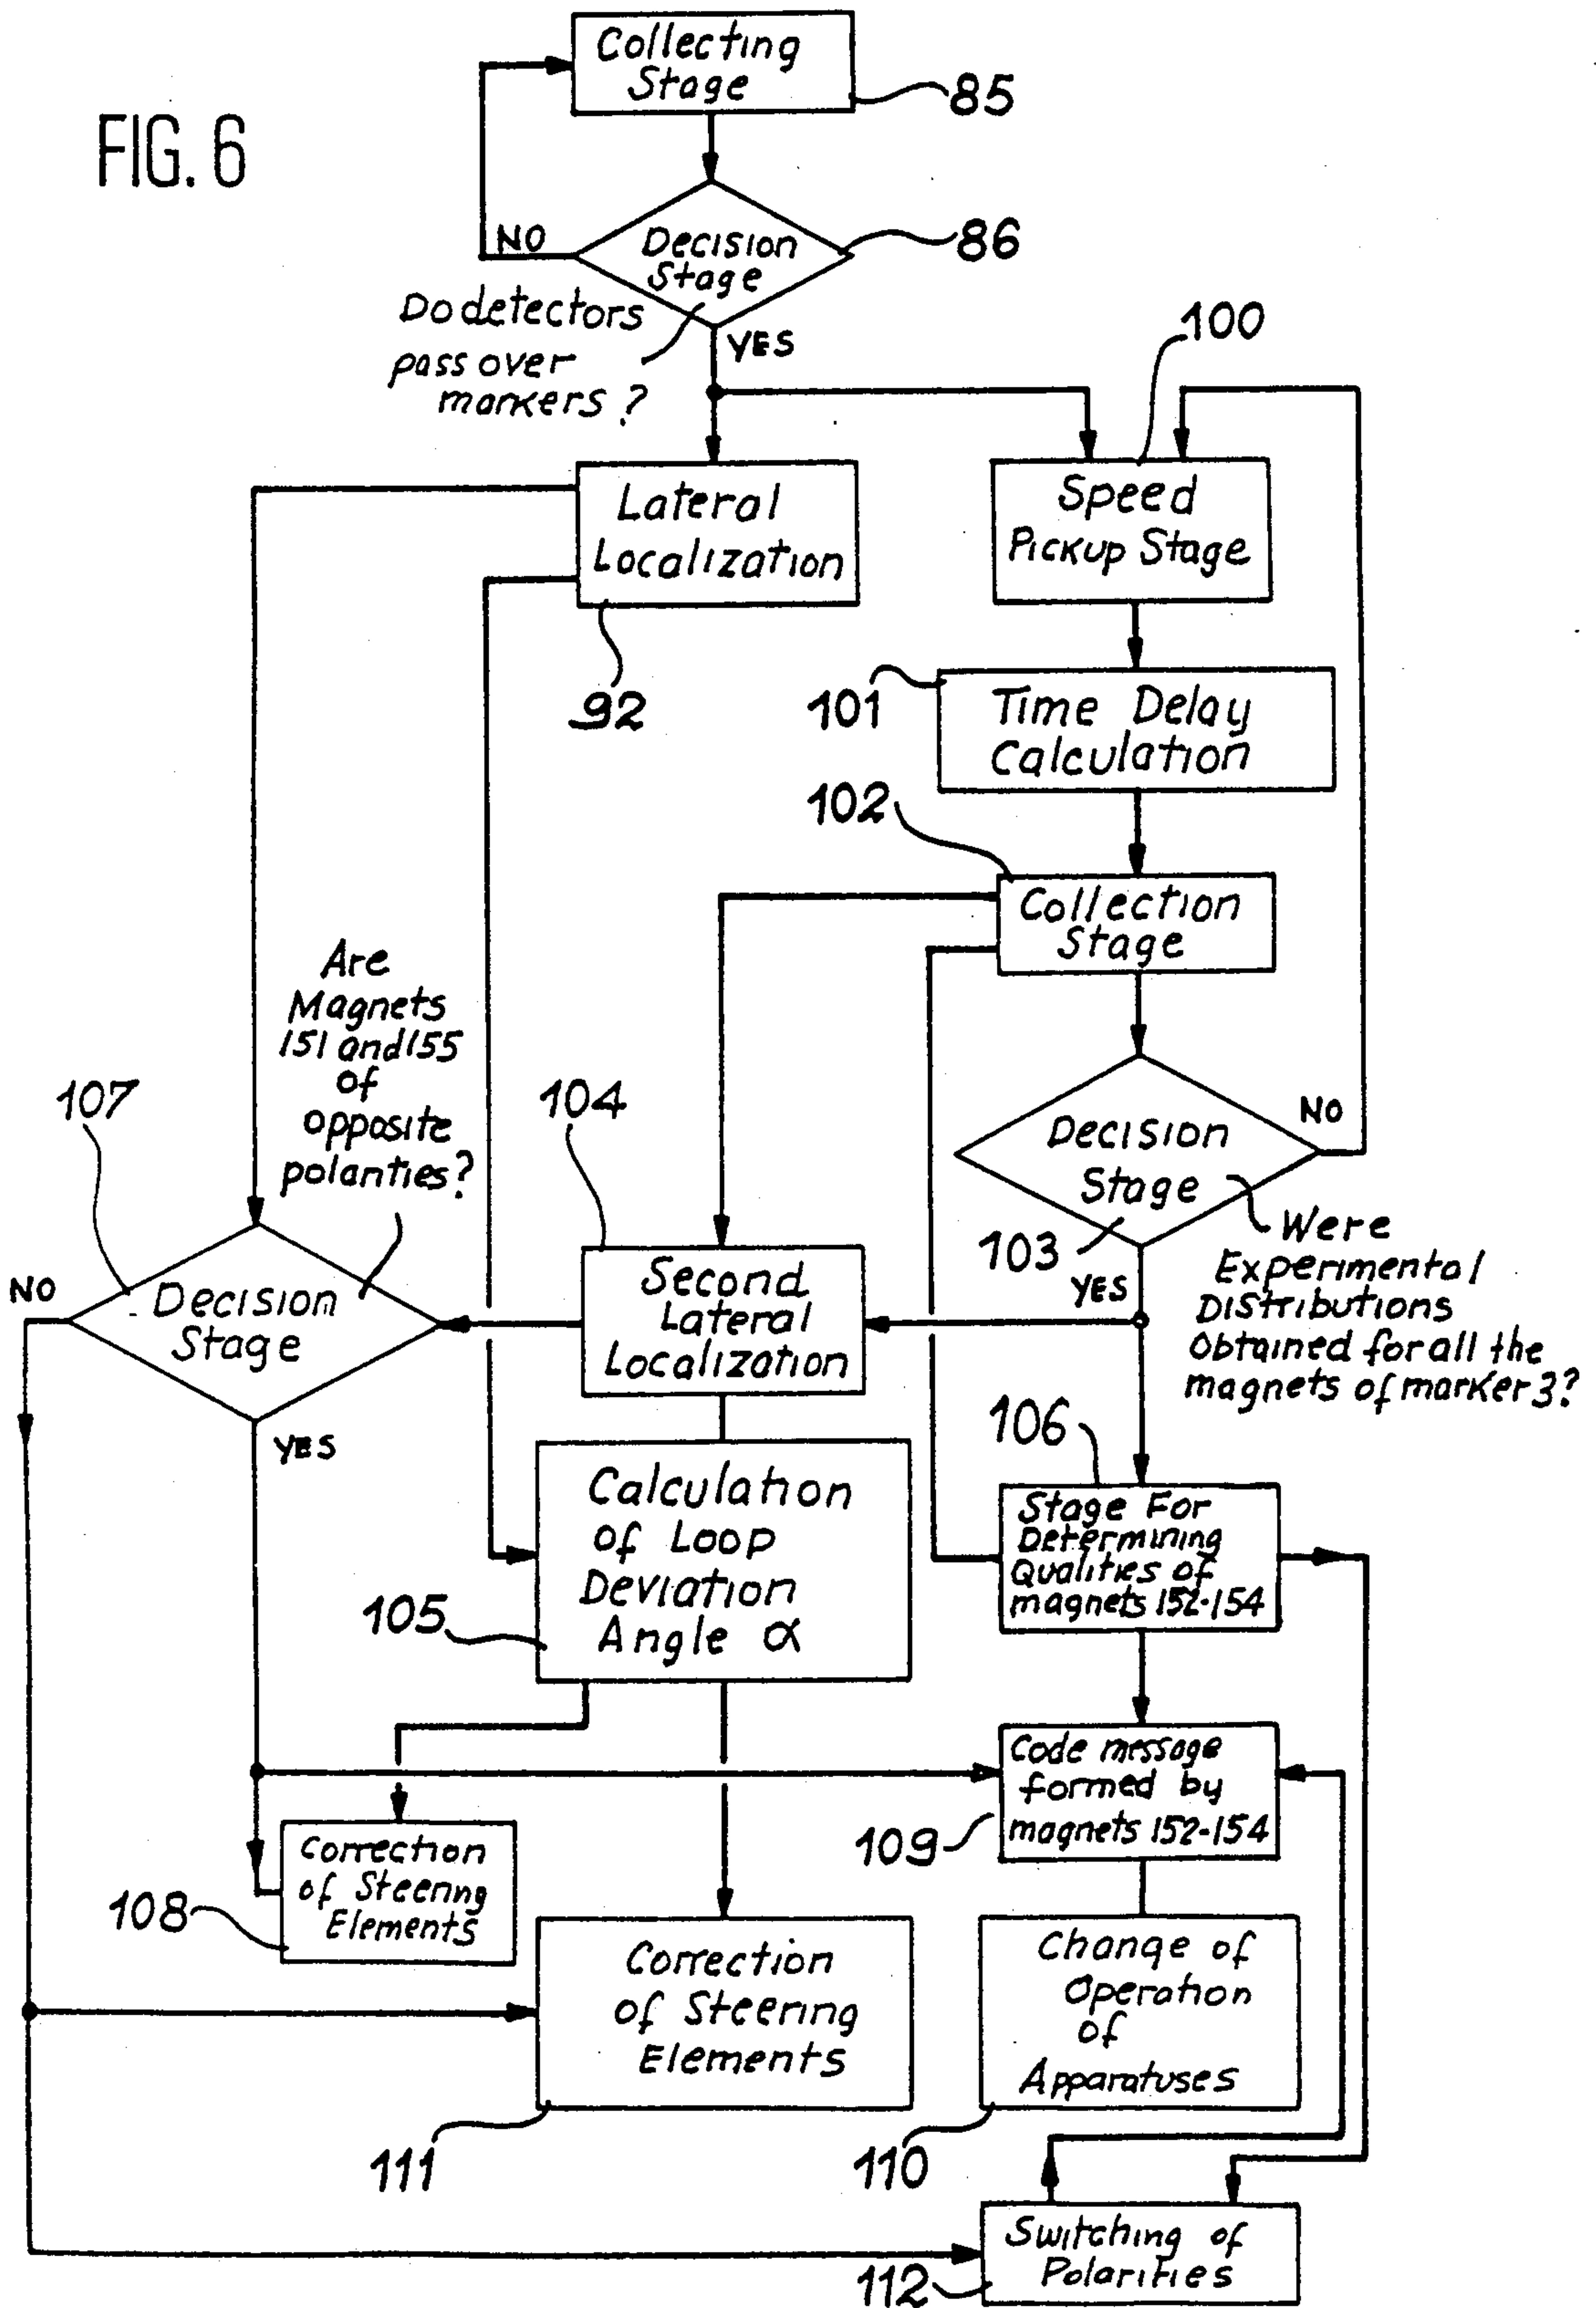 FIG. 6
Collecting
Stage
85
Decision
Stage
86
NO
Do detectors
pass over
markers ?
YES
100
Lateral
Localization
92
Speed
Pickup Stage
101
Time Delay
Calculation
102
Collection
Stage
Are
Magnets
151 and 155
of
opposite
polanties?
107
104
Decision
Stage
NO
103
YES
Were
Experimental
Distributions
Obtained for all the
magnets of marker 3?
NO
Decision
Stage
Second
Lateral
Localization
YES
106
Calculation
of Loop
Deviation
Angle α
105
Stage For
Determining
Qualities of
magnets 152-154
Code message
formed by
magnets 152-154
109
Correction
of Steering
Elements
108
Correction
of Steering
Elements
111
Change of
Operation
of
Apparatuses
110
Switching of
Polarities
112